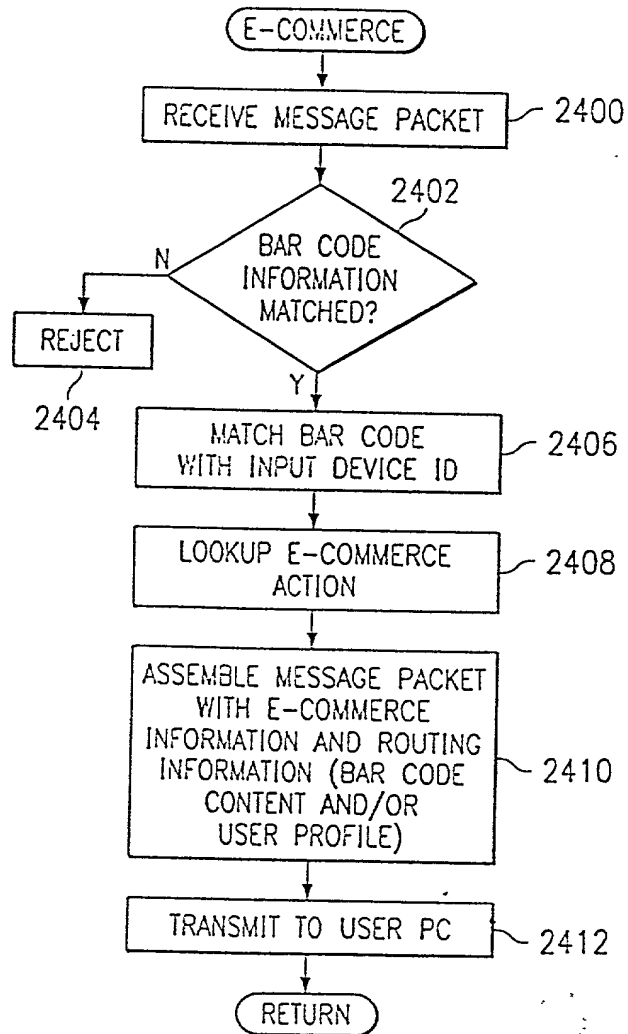 E-COMMERCE
RECEIVE MESSAGE PACKET
2400
2402
BAR CODE
INFORMATION
MATCHED?
N
REJECT
2404
Y
MATCH BAR CODE
WITH INPUT DEVICE ID
2406
LOOKUP E-COMMERCE
ACTION
2408
ASSEMBLE MESSAGE PACKET
WITH E-COMMERCE
INFORMATION AND ROUTING
INFORMATION (BAR CODE
CONTENT AND/OR
USER PROFILE)
2410
TRANSMIT TO USER PC
2412
RETURN